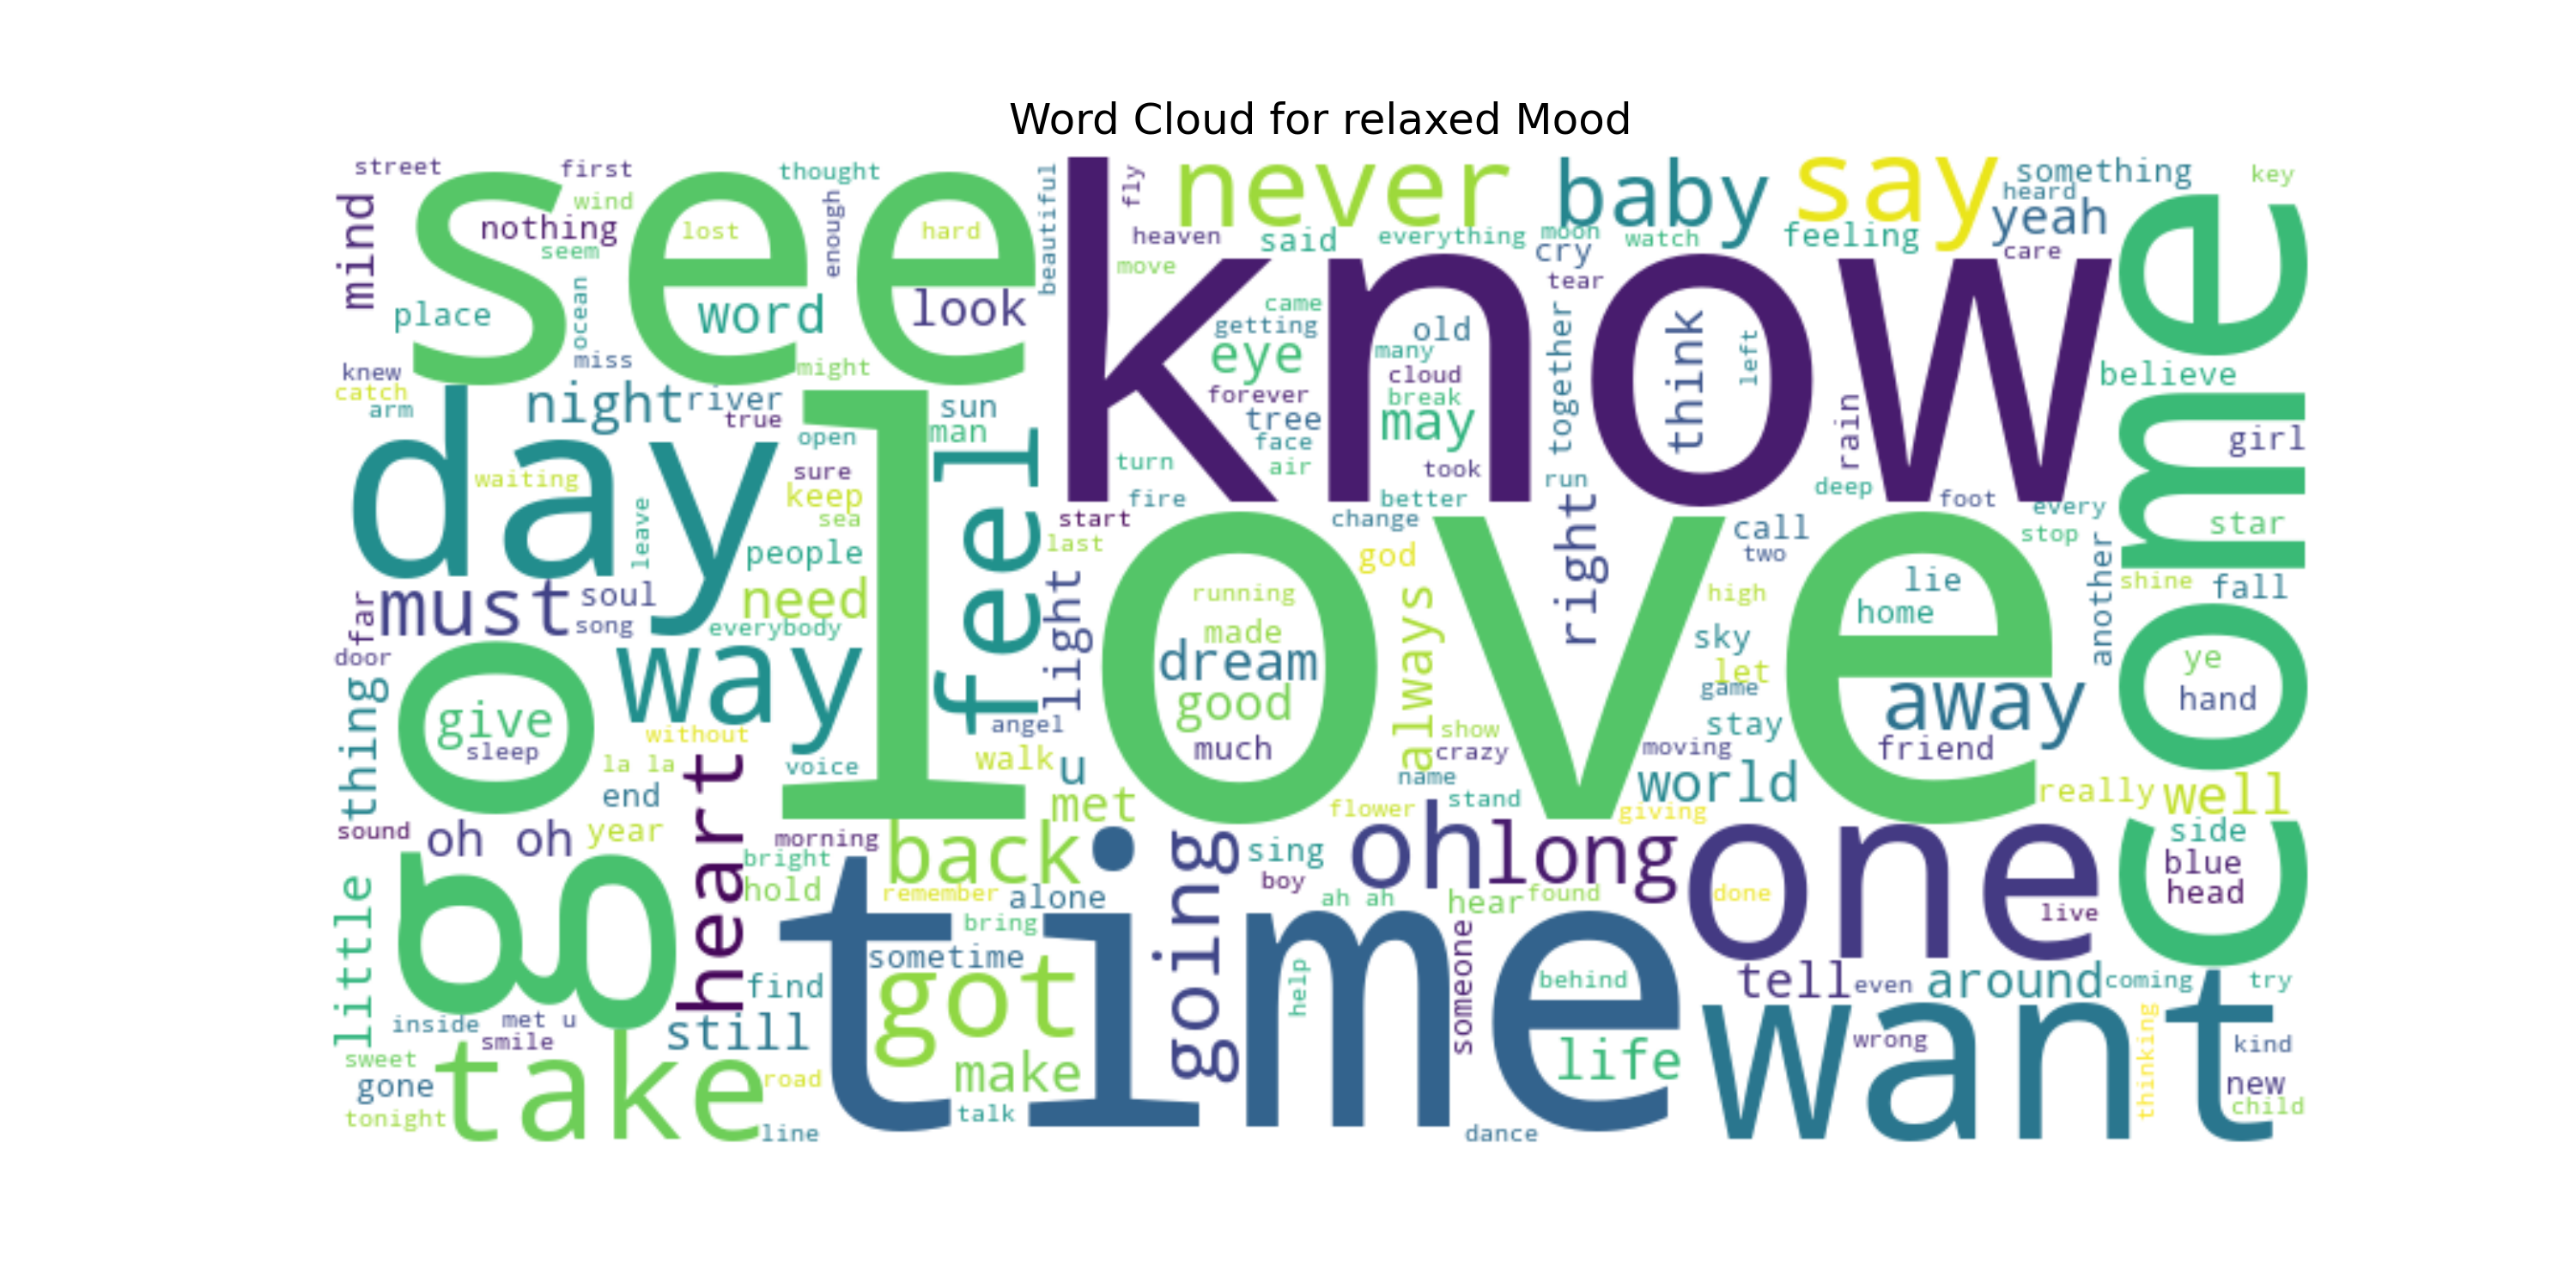 Word Cloud for relaxed Mood
street
first
thought
beautiful
fly
never
baby
say
something
key
mind
see
wind
nothing
lost
enough
hard
heard
yeah
seem
heaven
said
everything
moon
cry
watch
feeling
care
know
come
move
tear
place
ocean
word
look
came
getting
old
together
think
left
miss
might
eye
many
cloud
believe
knew
catch
arm
night
river
true
sun
man
forever
break
tree
may
face
air
rain
girl
day
open
love
feel
waiting
sure
keep
sea
turn
took
run
deep
fire
better
foot
every
leave
start
change
right
call
stop
star
people
last
god
two
another
must
soul
need
light
running
always
high
lie
home
shine
fall
far
song
everybody
made
sky
door
go
way
dream
let
game
away
ye
hand
thing
give
sleep
good
angel
without
much
show
crazy
stay
moving
friend
la la
voice
walk
u
name
world
end
heart
met
flower
stand
giving
really
well
sound
oh oh
year
morning
back
going
sing
oh
long
one
side
blue
head
bright
hold
remember
alone
boy
ah ah
hear
found
done
live
little
bring
time
someone
sometime
find
got
help
behind
tell
even
around
coming
try
inside
met u
smile
still
make
life
want
wrong
thinking
kind
sweet
gone
take
road
new
child
tonight
line
talk
dance